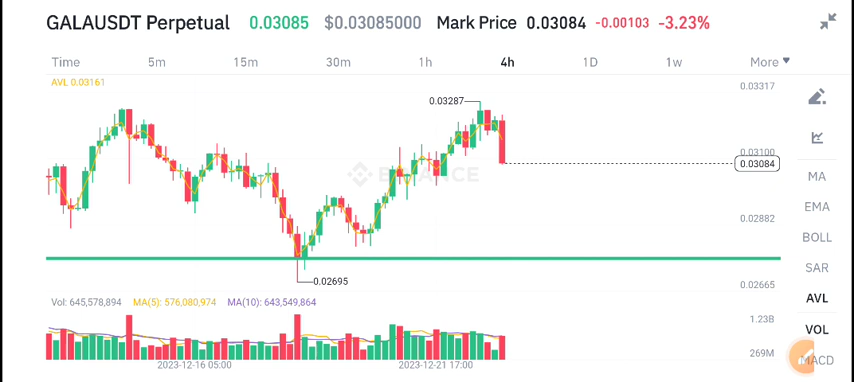 GALAUSDT Perpetual 0.03085 $0.03085000 Mark Price 0.03084 -0.00103 -3.23%
Time 5m 15m 30m 1h 4h 1D 1w More
AVL 0.03161
0.03317
0.03287
0.03100
0.03084
BINANCE
MA
EMA
0.02882
BOLL
SAR
0.02695
0.02665
AVL
Vol: 645,578,894 MA(5): 576,080,974 MA(10): 643,549,864
1.23B
VOL
269M
MACD
2023-12-16 05:00 2023-12-21 17:00